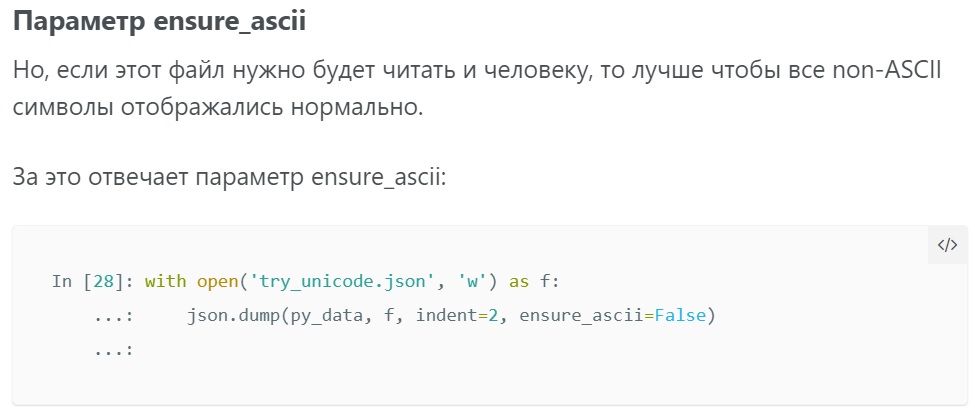 Параметр ensure_ascii
Но, если этот файл нужно будет читать и человеку, то лучше чтобы все non-ASCII
символы отображались нормально.
За это отвечает параметр ensure_ascii:
</>
In [28]: with open('try_unicode.json', 'w') as f:
    ...:     json.dump(py_data, f, indent=2, ensure_ascii=False)
    ...: